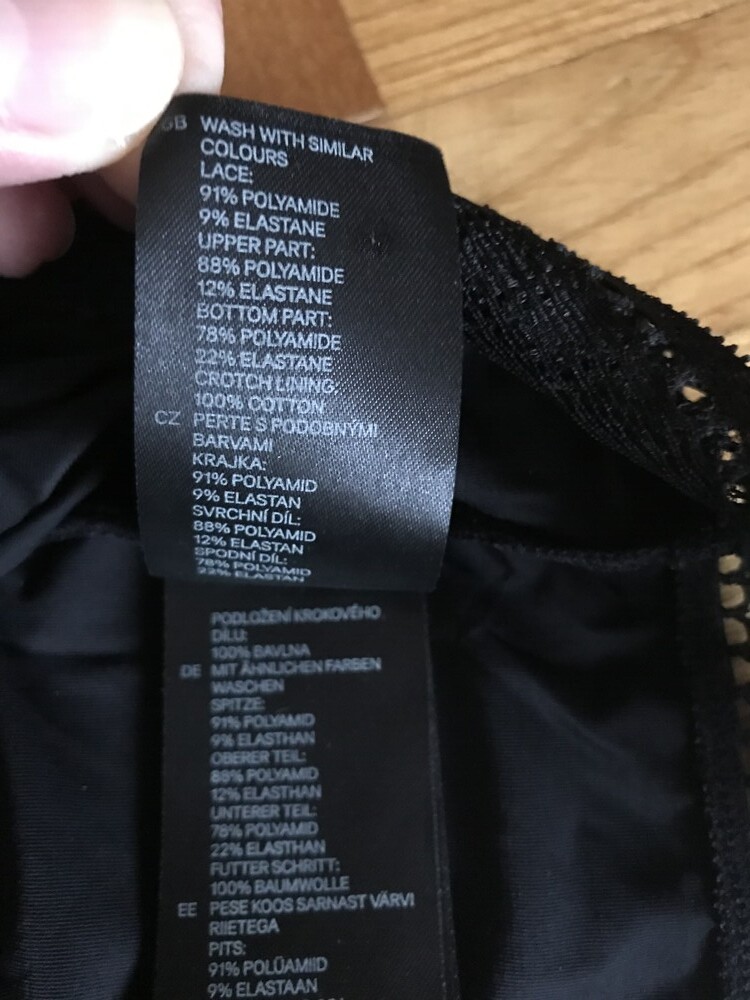 GB WASH WITH SIMILAR
COLOURS
LACE:
91% POLYAMIDE
9% ELASTANE
UPPER PART:
88% POLYAMIDE
12% ELASTANE
BOTTOM PART:
78% POLYAMIDE
22% ELASTANE
CROTCH LINING:
100% COTTON
CZ PERTE S PODOBNÝMI
BARVAMI
KRAJKA:
91% POLYAMID
9% ELASTAN
SVRCHNÍ DÍL:
88% POLYAMID
12% ELASTAN
SPODNÍ DÍL:
78% POLYAMID
22% ELASTAN
PODLOŽENÍ KROKOVÉHO
DÍLU:
100% BAVLNA
DE MIT ÄHNLICHEN FARBEN
WASCHEN
SPITZE:
91% POLYAMID
9% ELASTHAN
OBERER TEIL:
88% POLYAMID
12% ELASTHAN
UNTERER TEIL:
78% POLYAMID
22% ELASTHAN
FUTTER SCHRITT:
100% BAUMWOLLE
EE PESE KOOS SARNAST VÄRVI
RIIETEGA
PITS:
91% POLÜAMIID
9% ELASTAAN